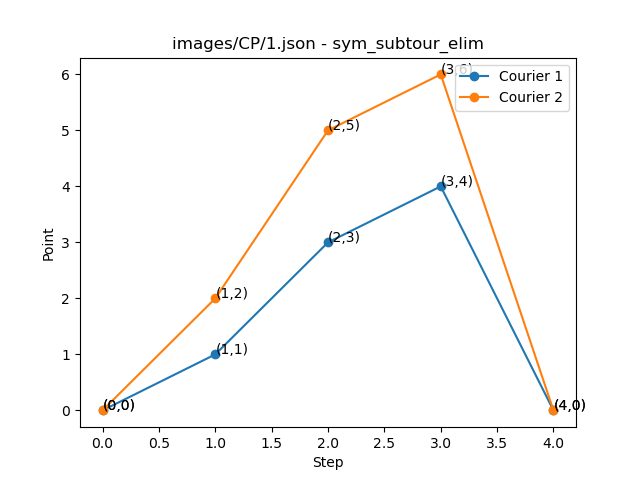 images/CP/1.json - sym_subtour_elim
Courier 1
Courier 2
(3,6)
(2,5)
(3,4)
(2,3)
(1,2)
(1,1)
(0,0)
(4,0)
6
5
4
3
2
1
0
Point
0.0 0.5 1.0 1.5 2.0 2.5 3.0 3.5 4.0
Step